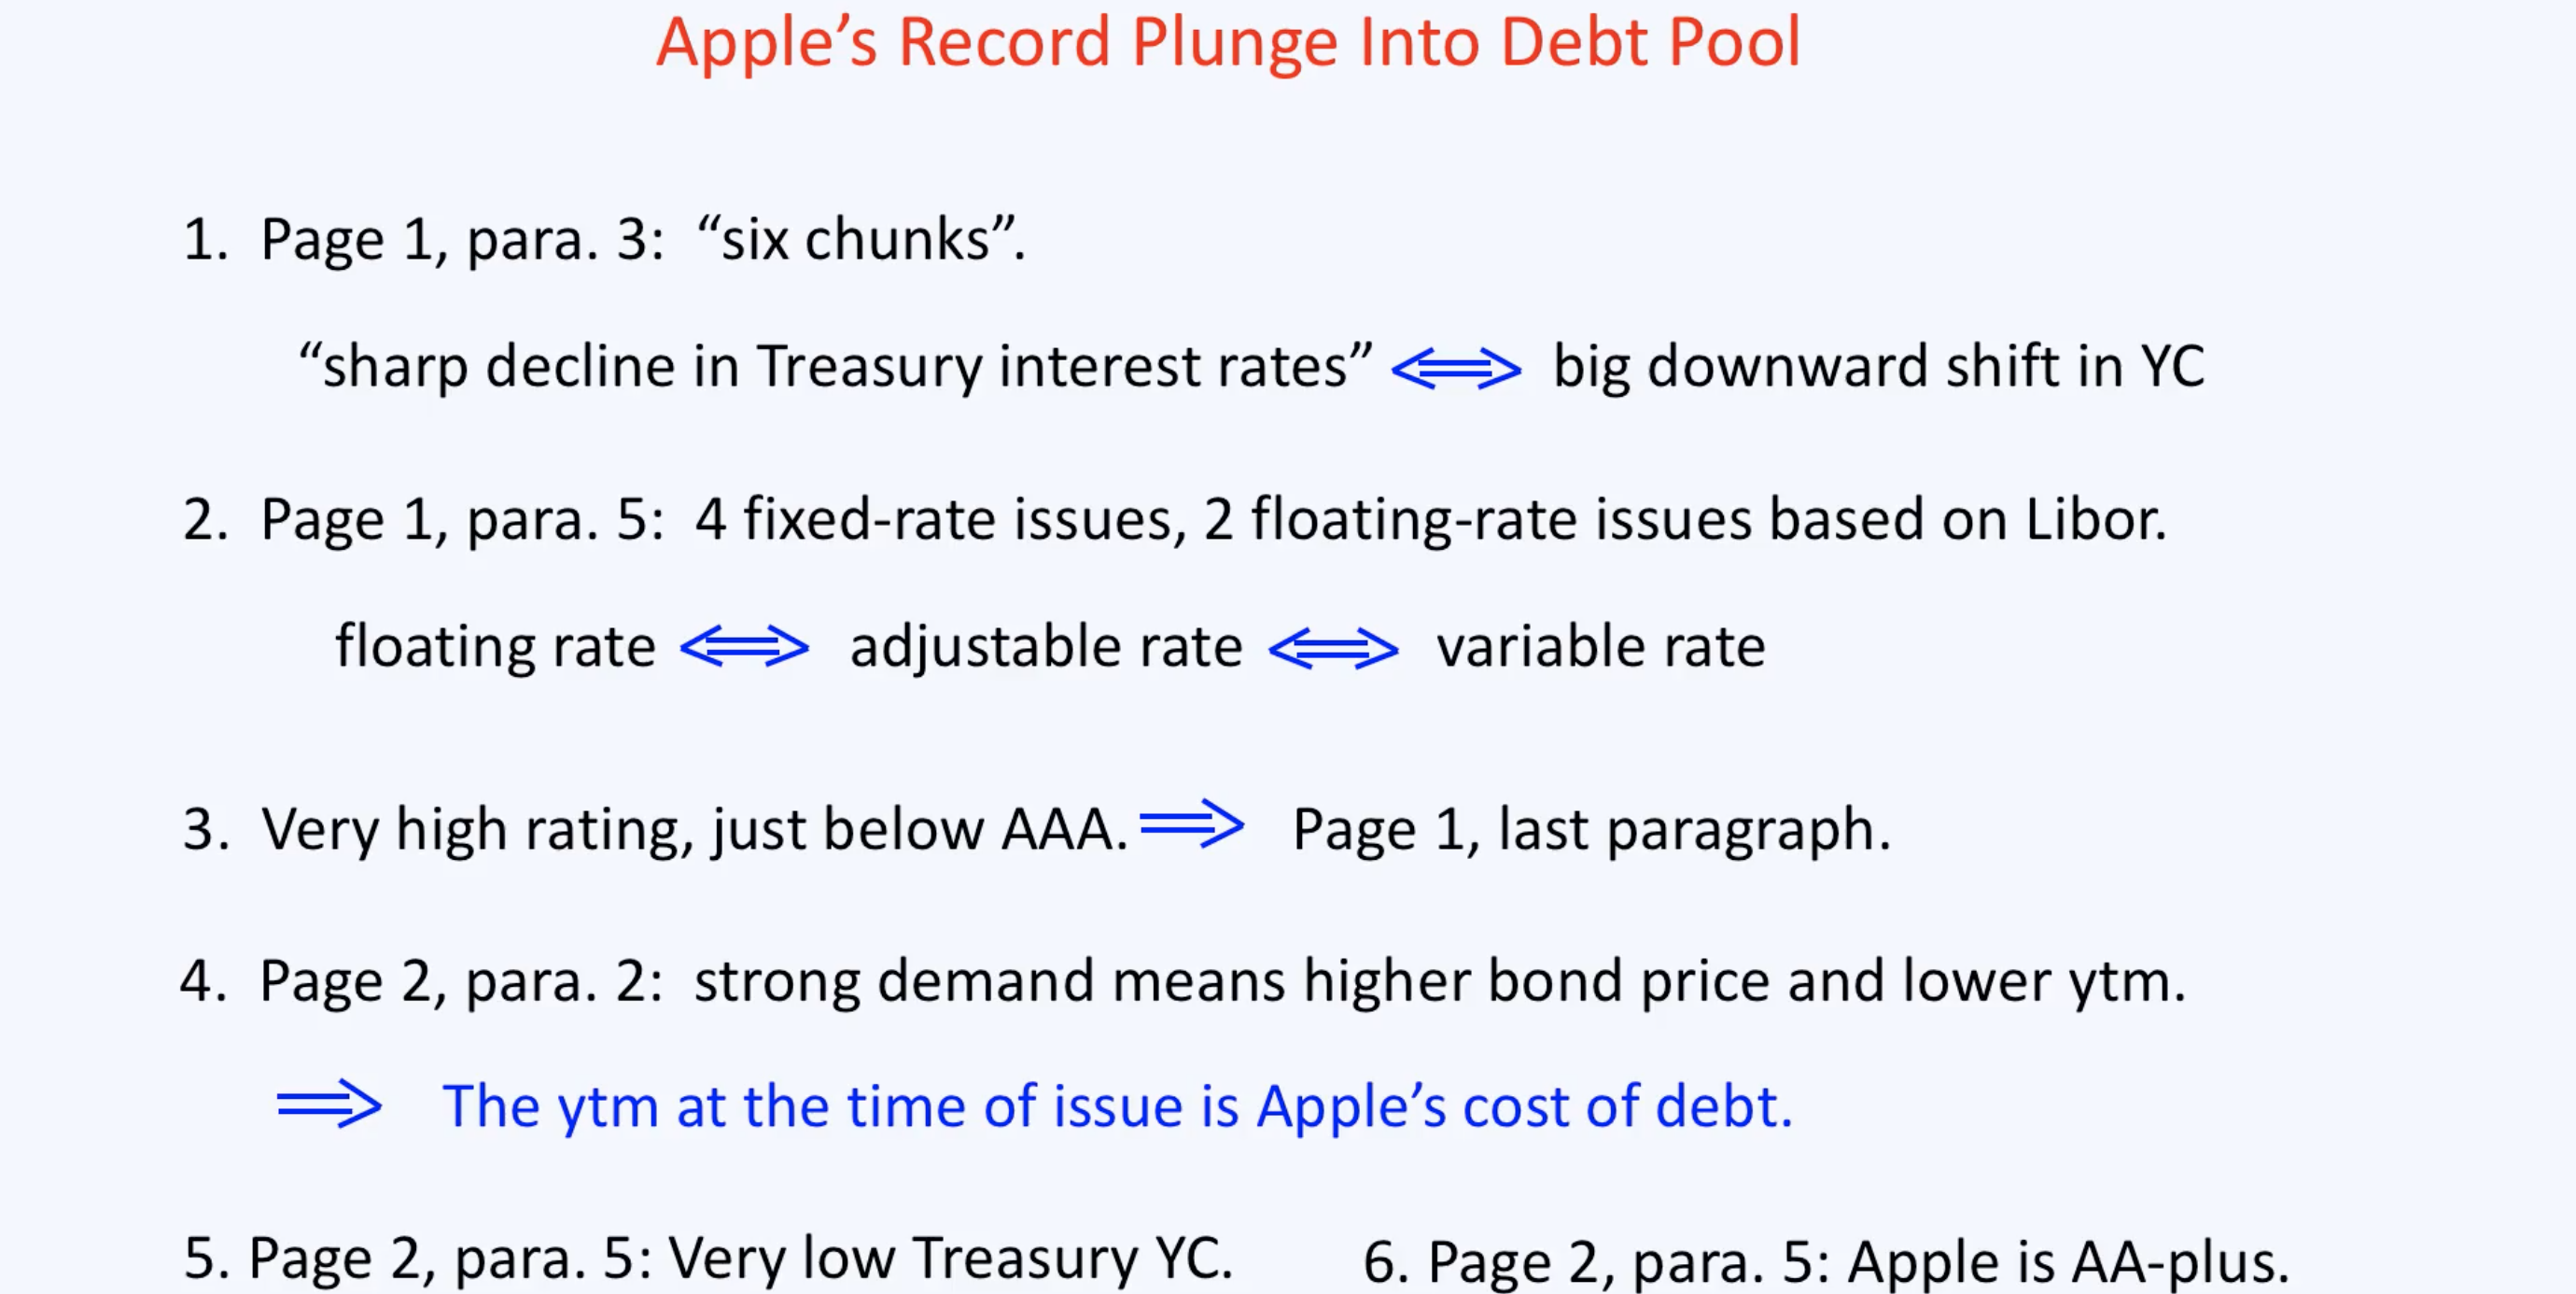 Apple’s Record Plunge Into Debt Pool
1. Page 1, para. 3: “six chunks”.
“sharp decline in Treasury interest rates” ⟺ big downward shift in YC
2. Page 1, para. 5: 4 fixed-rate issues, 2 floating-rate issues based on Libor.
floating rate ⟺ adjustable rate ⟺ variable rate
3. Very high rating, just below AAA. ⟹ Page 1, last paragraph.
4. Page 2, para. 2: strong demand means higher bond price and lower ytm.
⟹ The ytm at the time of issue is Apple’s cost of debt.
5. Page 2, para. 5: Very low Treasury YC. 6. Page 2, para. 5: Apple is AA-plus.